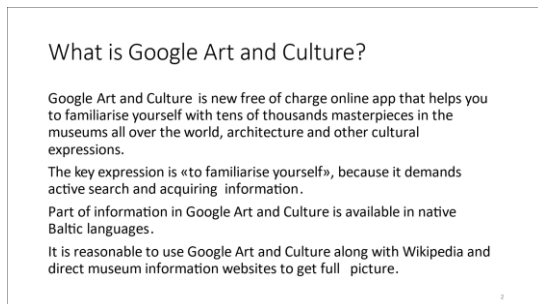 What is Google Art and Culture?
Google Art and Culture is new free of charge online app that helps you
to familiarise yourself with tens of thousands masterpieces in the
museums all over the world, architecture and other cultural
expressions.
The key expression is «to familiarise yourself», because it demands
active search and acquiring information.
Part of information in Google Art and Culture is available in native
Baltic languages.
It is reasonable to use Google Art and Culture along with Wikipedia and
direct museum information websites to get full picture.
2